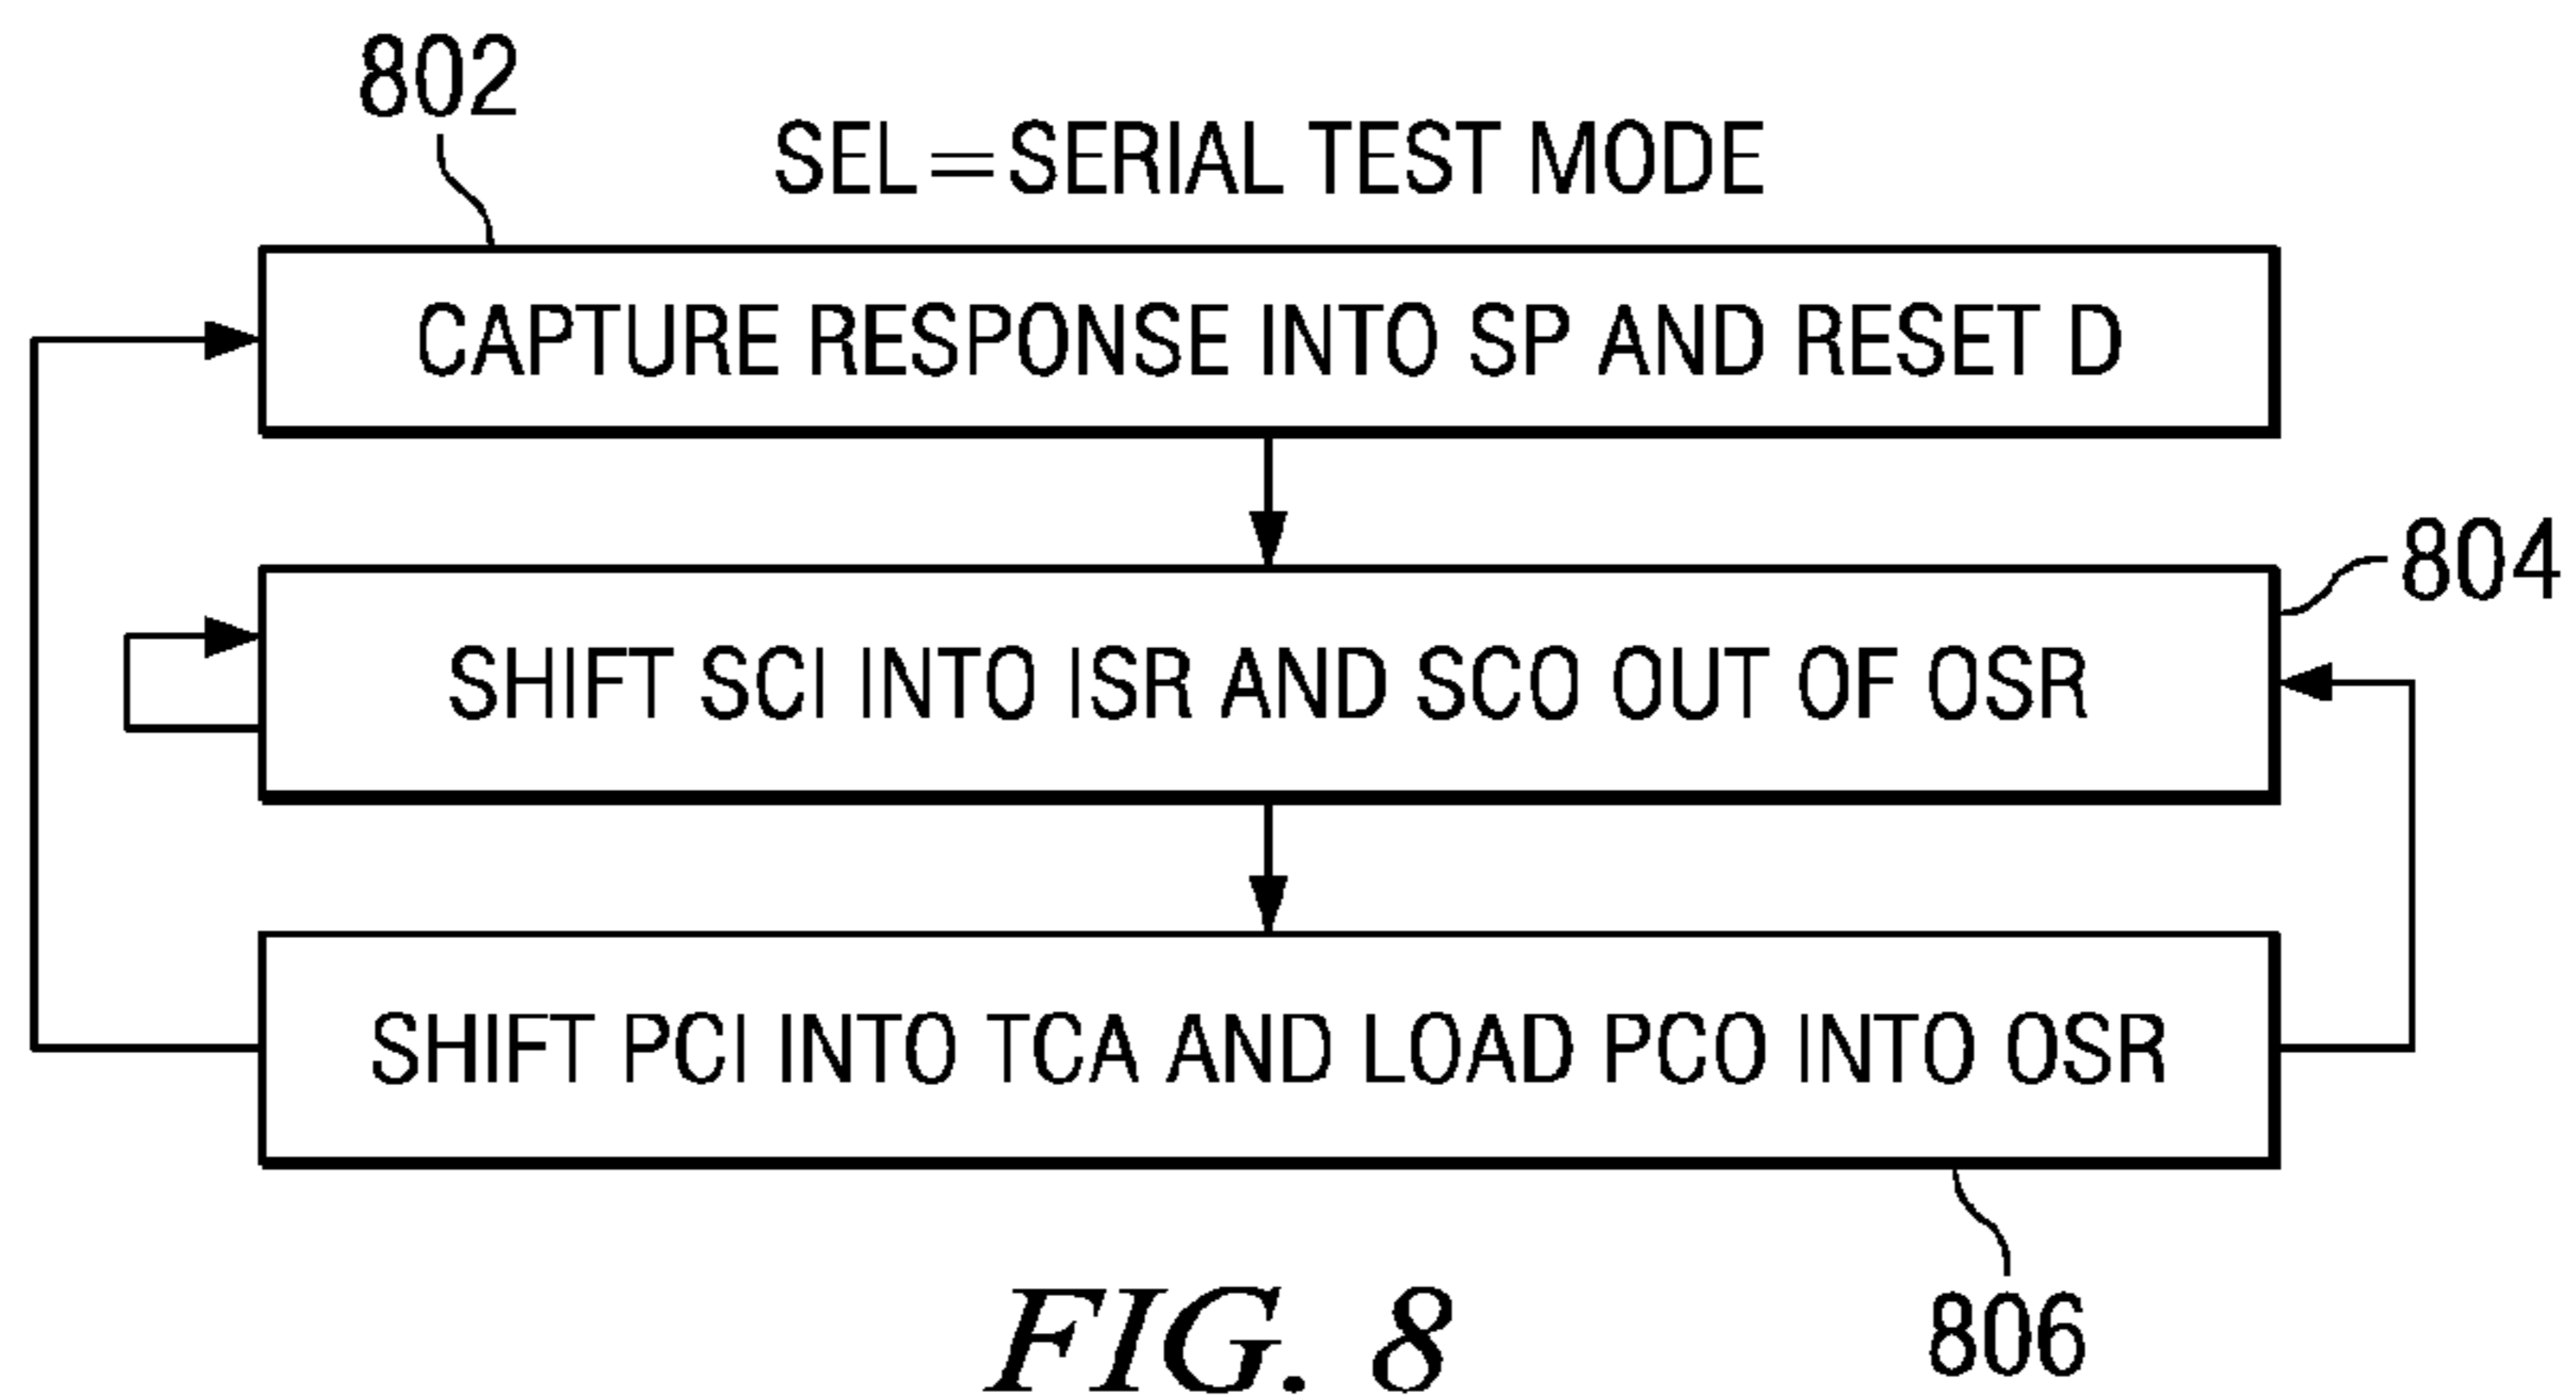 802
SEL=SERIAL TEST MODE
CAPTURE RESPONSE INTO SP AND RESET D
804
SHIFT SCI INTO ISR AND SCO OUT OF OSR
SHIFT PCI INTO TCA AND LOAD PCO INTO OSR
806
FIG. 8